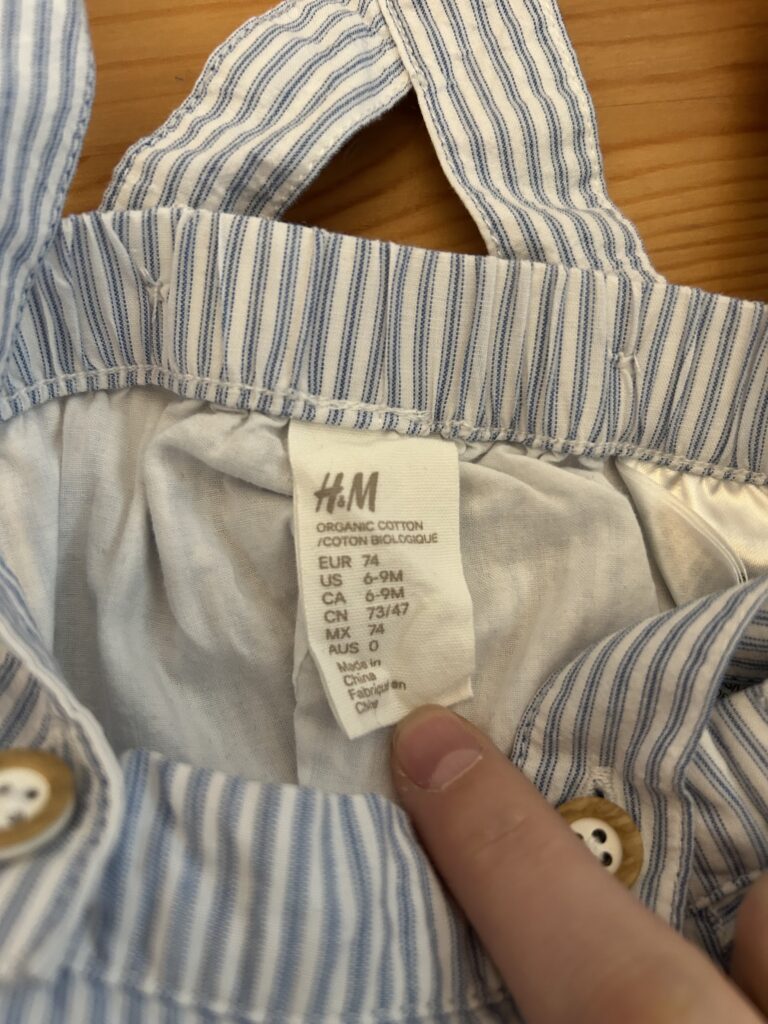 H&M
ORGANIC COTTON
/COTON BIOLOGIQUE
EUR 74
US 6-9M
CA 6-9M
CN 73/47
MX 74
AUS 0
Made in
China
Fabriqué en
Chine